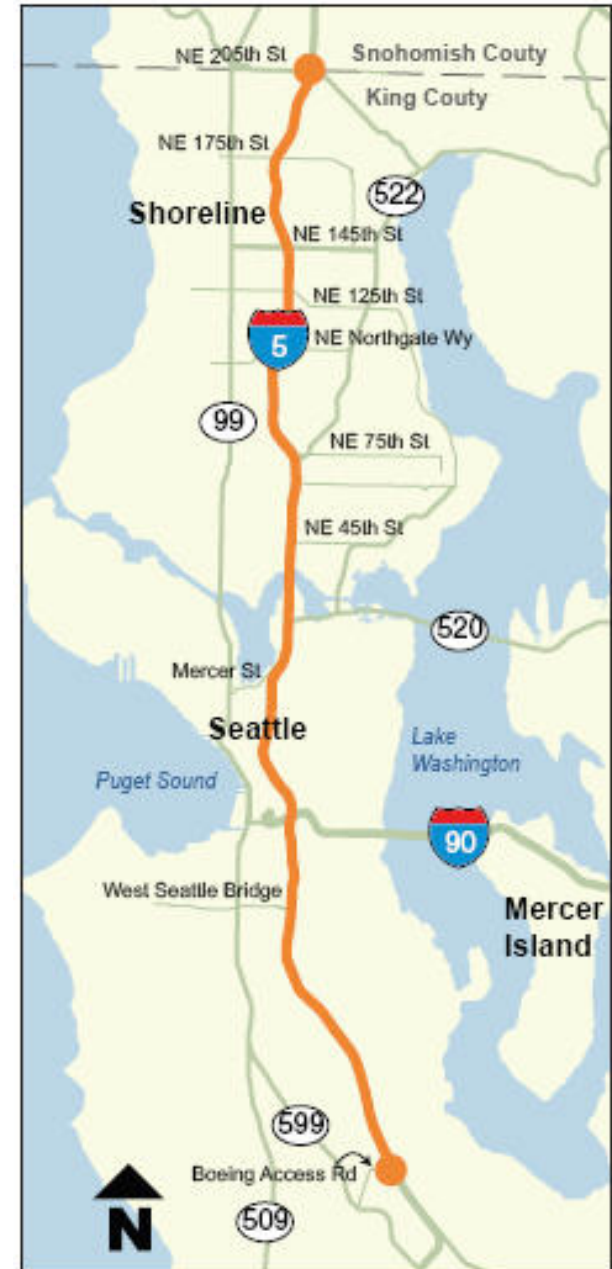 NE 205th St
Snohomish Couty
King Couty
NE 175th St
522
Shoreline
NE 145th St
NE 125th St
5
NE Northgate Wy
99
NE 75th St
NE 45th St
520
Mercer St
Seattle
Lake
Washington
Puget Sound
90
West Seattle Bridge
Mercer
Island
599
Boeing Access Rd
509
N